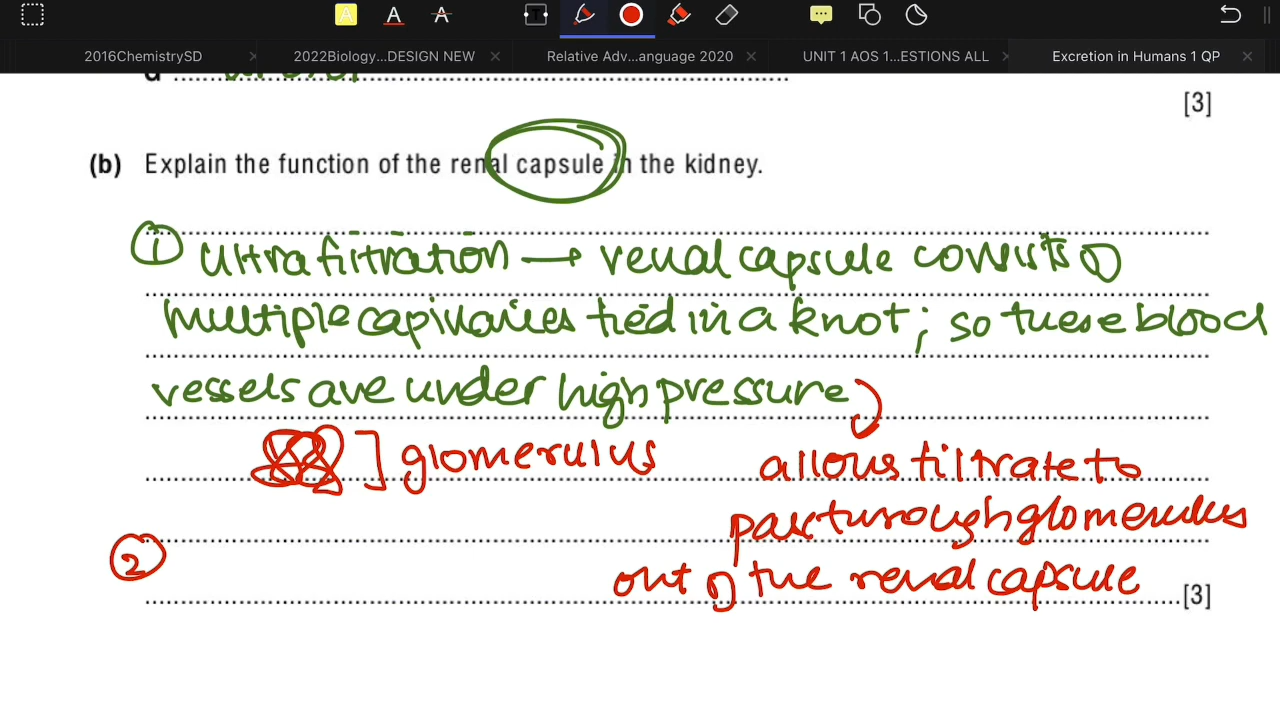 A A A T
2016ChemistrySD × 2022Biology...DESIGN NEW × Relative Adv...anguage 2020 × UNIT 1 AOS 1...ESTIONS ALL × Excretion in Humans 1 QP ×
d
[3]
(b) Explain the function of the renal capsule in the kidney.
① Ultrafiltration → renal capsule consists of
multiple capillaries tied in a knot; so these blood
vessels are under high pressure
] glomerulus allows filtrate to
pass through glomerulus
②
out of the renal capsule
[3]